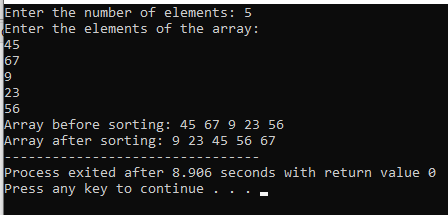 Enter the number of elements: 5
Enter the elements of the array:
45
67
9
23
56
Array before sorting: 45 67 9 23 56
Array after sorting: 9 23 45 56 67
--------------------------------
Process exited after 8.906 seconds with return value 0
Press any key to continue . . .